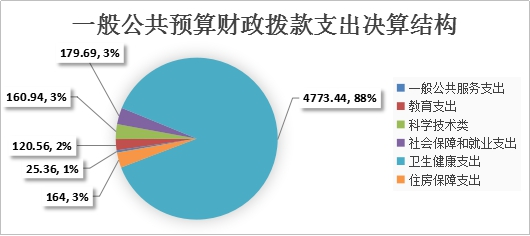 一般公共预算财政拨款支出决算结构
179.69, 3%
160.94, 3%
120.56, 2%
25.36, 1%
164, 3%
4773.44, 88%
一般公共服务支出
教育支出
科学技术类
社会保障和就业支出
卫生健康支出
住房保障支出